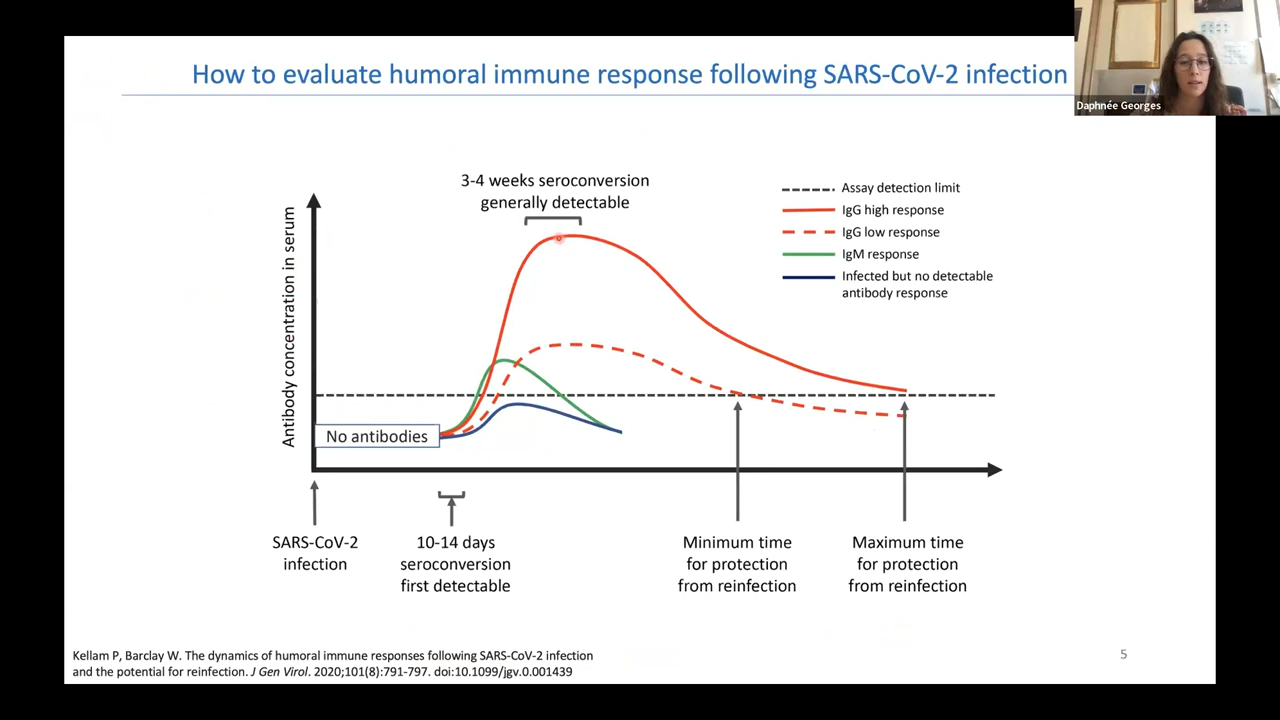 How to evaluate humoral immune response following SARS-CoV-2 infection
Daphnée Georges
3-4 weeks seroconversion
generally detectable
Assay detection limit
IgG high response
IgG low response
IgM response
Infected but no detectable
antibody response
Antibody concentration in serum
No antibodies
SARS-CoV-2
infection
10-14 days
seroconversion
first detectable
Minimum time
for protection
from reinfection
Maximum time
for protection
from reinfection
Kellam P, Barclay W. The dynamics of humoral immune responses following SARS-CoV-2 infection
and the potential for reinfection. J Gen Virol. 2020;101(8):791-797. doi:10.1099/jgv.0.001439
5